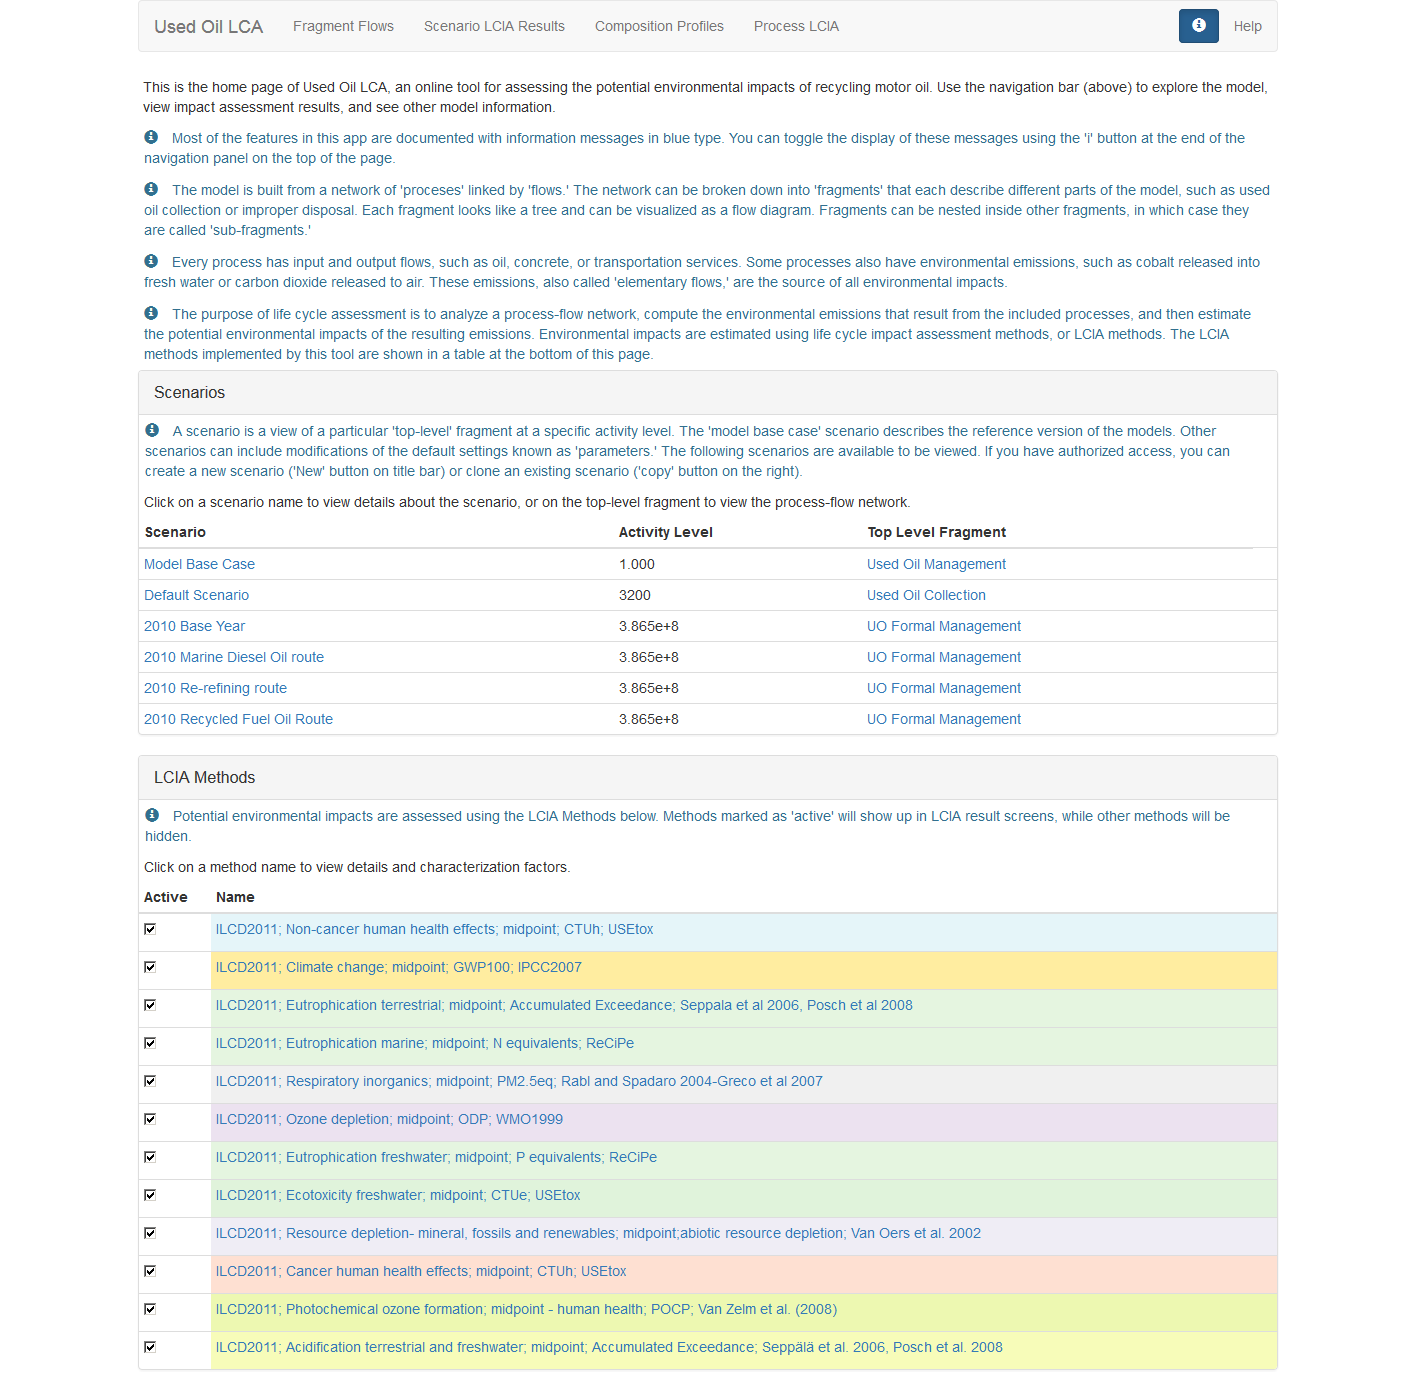 Used Oil LCA Fragment Flows Scenario LCIA Results Composition Profiles Process LCIA Help
This is the home page of Used Oil LCA, an online tool for assessing the potential environmental impacts of recycling motor oil. Use the navigation bar (above) to explore the model,
view impact assessment results, and see other model information.
Most of the features in this app are documented with information messages in blue type. You can toggle the display of these messages using the 'i' button at the end of the
navigation panel on the top of the page.
The model is built from a network of 'proceses' linked by 'flows.' The network can be broken down into 'fragments' that each describe different parts of the model, such as used
oil collection or improper disposal. Each fragment looks like a tree and can be visualized as a flow diagram. Fragments can be nested inside other fragments, in which case they
are called 'sub-fragments.'
Every process has input and output flows, such as oil, concrete, or transportation services. Some processes also have environmental emissions, such as cobalt released into
fresh water or carbon dioxide released to air. These emissions, also called 'elementary flows,' are the source of all environmental impacts.
The purpose of life cycle assessment is to analyze a process-flow network, compute the environmental emissions that result from the included processes, and then estimate
the potential environmental impacts of the resulting emissions. Environmental impacts are estimated using life cycle impact assessment methods, or LCIA methods. The LCIA
methods implemented by this tool are shown in a table at the bottom of this page.
Scenarios
A scenario is a view of a particular 'top-level' fragment at a specific activity level. The 'model base case' scenario describes the reference version of the models. Other
scenarios can include modifications of the default settings known as 'parameters.' The following scenarios are available to be viewed. If you have authorized access, you can
create a new scenario ('New' button on title bar) or clone an existing scenario ('copy' button on the right).
Click on a scenario name to view details about the scenario, or on the top-level fragment to view the process-flow network.
Scenario Activity Level Top Level Fragment
Model Base Case 1.000 Used Oil Management
Default Scenario 3200 Used Oil Collection
2010 Base Year 3.865e+8 UO Formal Management
2010 Marine Diesel Oil route 3.865e+8 UO Formal Management
2010 Re-refining route 3.865e+8 UO Formal Management
2010 Recycled Fuel Oil Route 3.865e+8 UO Formal Management
LCIA Methods
Potential environmental impacts are assessed using the LCIA Methods below. Methods marked as 'active' will show up in LCIA result screens, while other methods will be
hidden.
Click on a method name to view details and characterization factors.
Active Name
ILCD2011; Non-cancer human health effects; midpoint; CTUh; USEtox
ILCD2011; Climate change; midpoint; GWP100; IPCC2007
ILCD2011; Eutrophication terrestrial; midpoint; Accumulated Exceedance; Seppala et al 2006, Posch et al 2008
ILCD2011; Eutrophication marine; midpoint; N equivalents; ReCiPe
ILCD2011; Respiratory inorganics; midpoint; PM2.5eq; Rabl and Spadaro 2004-Greco et al 2007
ILCD2011; Ozone depletion; midpoint; ODP; WMO1999
ILCD2011; Eutrophication freshwater; midpoint; P equivalents; ReCiPe
ILCD2011; Ecotoxicity freshwater; midpoint; CTUe; USEtox
ILCD2011; Resource depletion- mineral, fossils and renewables; midpoint;abiotic resource depletion; Van Oers et al. 2002
ILCD2011; Cancer human health effects; midpoint; CTUh; USEtox
ILCD2011; Photochemical ozone formation; midpoint - human health; POCP; Van Zelm et al. (2008)
ILCD2011; Acidification terrestrial and freshwater; midpoint; Accumulated Exceedance; Seppälä et al. 2006, Posch et al. 2008